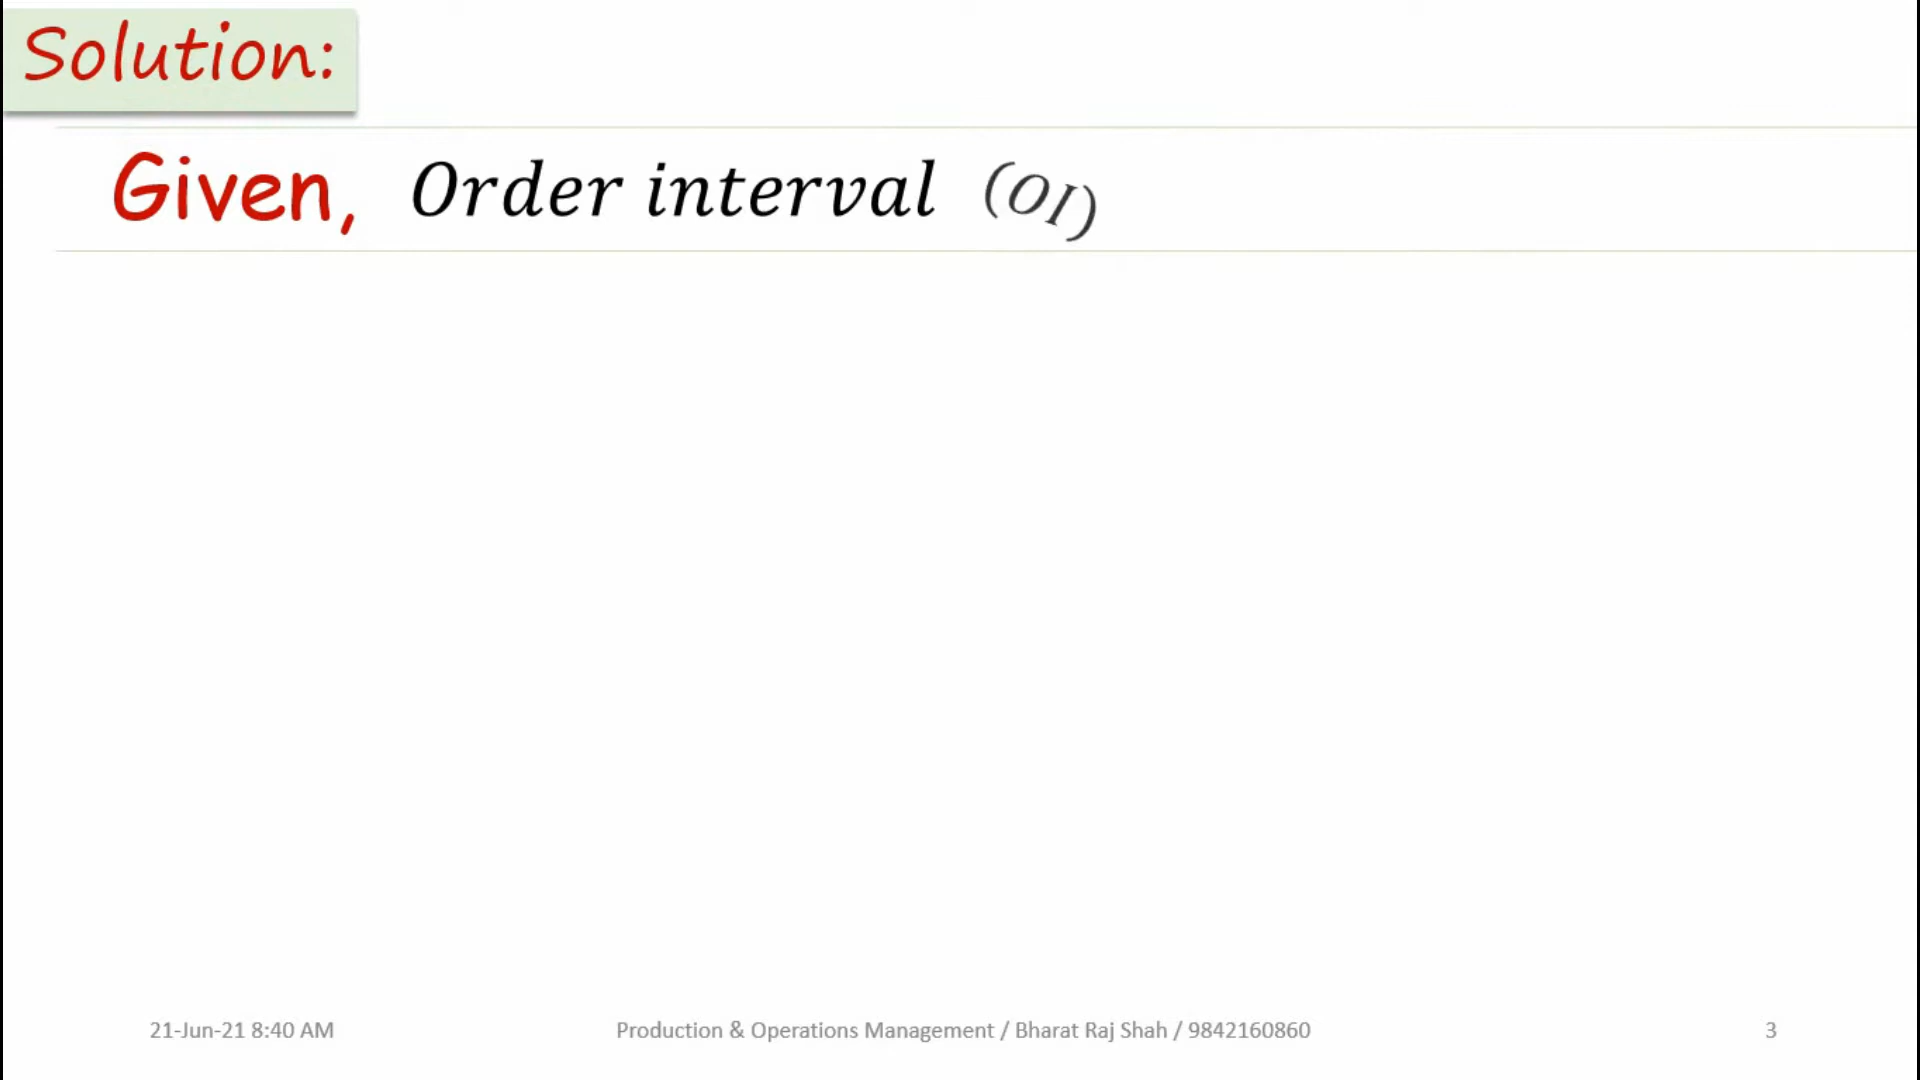 Solution:
Given, Order interval (OI)
21-Jun-21 8:40 AM Production & Operations Management / Bharat Raj Shah / 9842160860 3